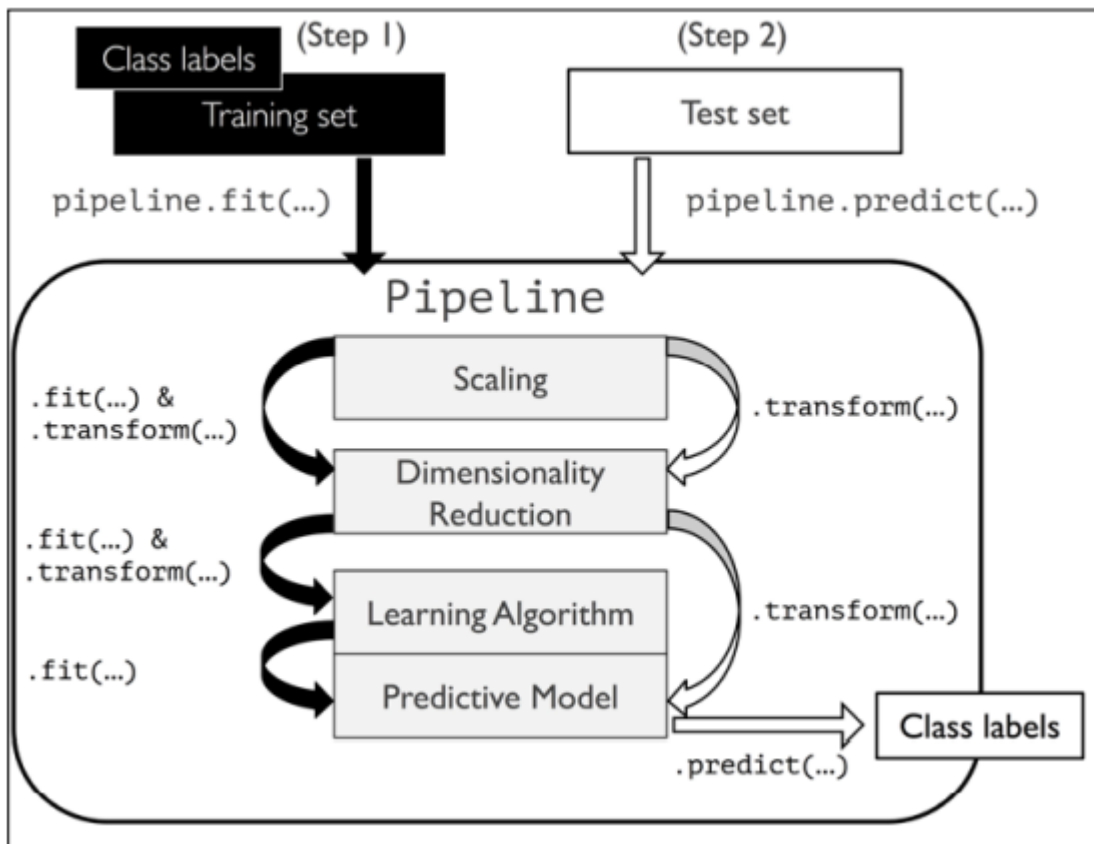 (Step 1)
(Step 2)
Class labels
Training set
Test set
pipeline.fit(…)
pipeline.predict(…)
Pipeline
Scaling
.fit(…) &
.transform(…)
.transform(…)
Dimensionality
Reduction
.fit(…) &
.transform(…)
Learning Algorithm
.transform(…)
.fit(…)
Predictive Model
Class labels
.predict(…)